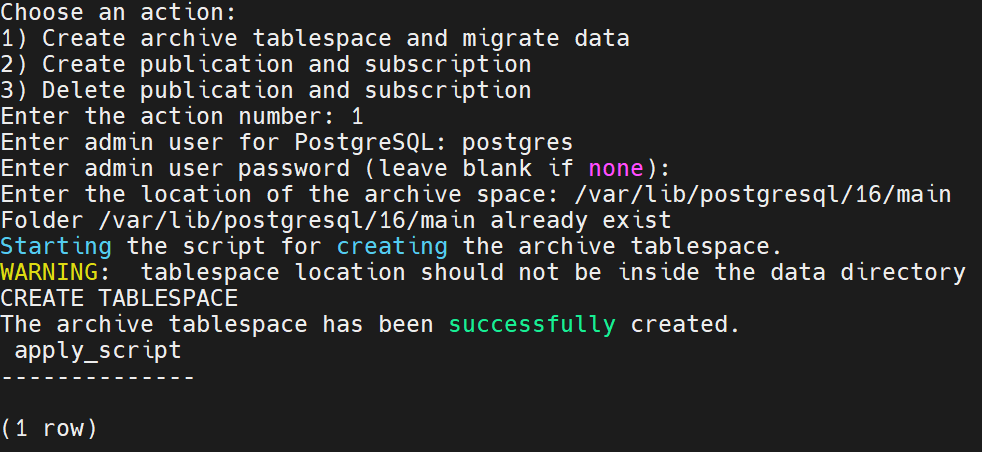 Choose an action:
1) Create archive tablespace and migrate data
2) Create publication and subscription
3) Delete publication and subscription
Enter the action number: 1
Enter admin user for PostgreSQL: postgres
Enter admin user password (leave blank if none):
Enter the location of the archive space: /var/lib/postgresql/16/main
Folder /var/lib/postgresql/16/main already exist
Starting the script for creating the archive tablespace.
WARNING:  tablespace location should not be inside the data directory
CREATE TABLESPACE
The archive tablespace has been successfully created.
 apply_script
--------------

(1 row)